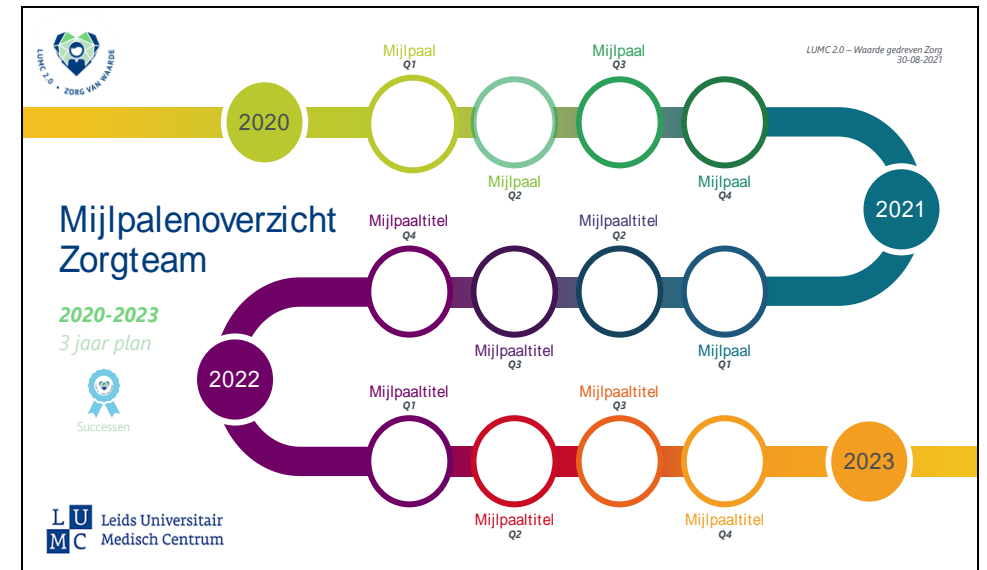 LUMC 2.0 • ZORG VAN WAARDE
LUMC 2.0 – Waarde gedreven Zorg
30-08-2021
2020
Mijlpaal
Q1
Mijlpaal
Q2
Mijlpaal
Q3
Mijlpaal
Q4
2021
Mijlpalenoverzicht
Zorgteam
2020-2023
3 jaar plan
Successen
Mijlpaaltitel
Q4
Mijlpaaltitel
Q3
Mijlpaaltitel
Q2
Mijlpaal
Q1
2022
Mijlpaaltitel
Q1
Mijlpaaltitel
Q2
Mijlpaaltitel
Q3
Mijlpaaltitel
Q4
2023
L U Leids Universitair
M C Medisch Centrum